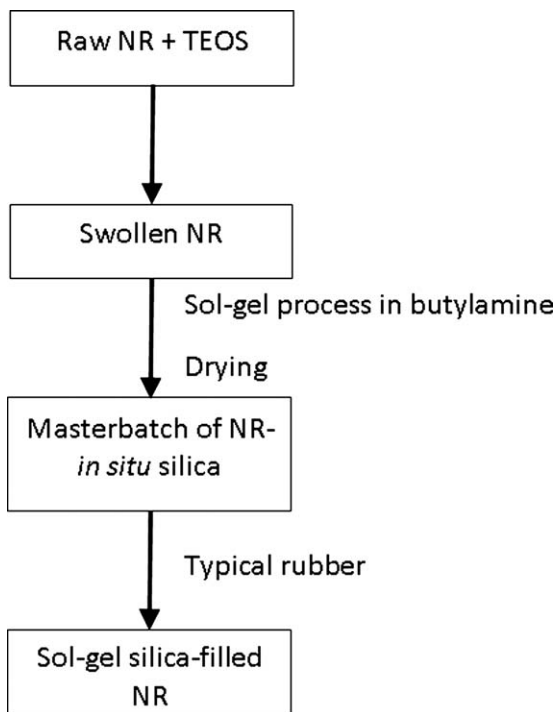 Raw NR + TEOS
Swollen NR
Sol-gel process in butylamine
Drying
Masterbatch of NR-
in situ silica
Typical rubber
Sol-gel silica-filled
NR